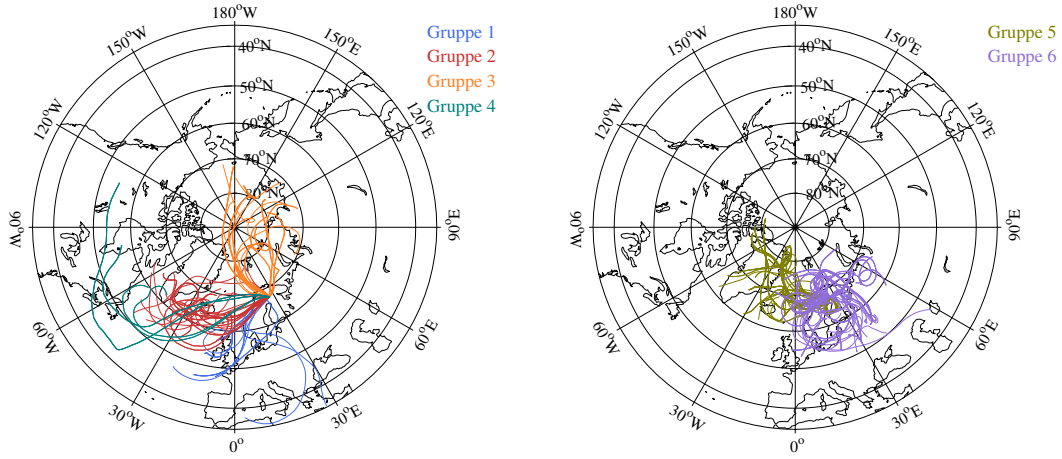 180°W
150°W
150°E
120°W
120°E
90°W
90°E
60°W
60°E
30°W
30°E
0°
40°N
50°N
60°N
70°N
80°N
Gruppe 1
Gruppe 2
Gruppe 3
Gruppe 4
180°W
150°W
150°E
120°W
120°E
90°W
90°E
60°W
60°E
30°W
30°E
0°
40°N
50°N
60°N
70°N
80°N
Gruppe 5
Gruppe 6